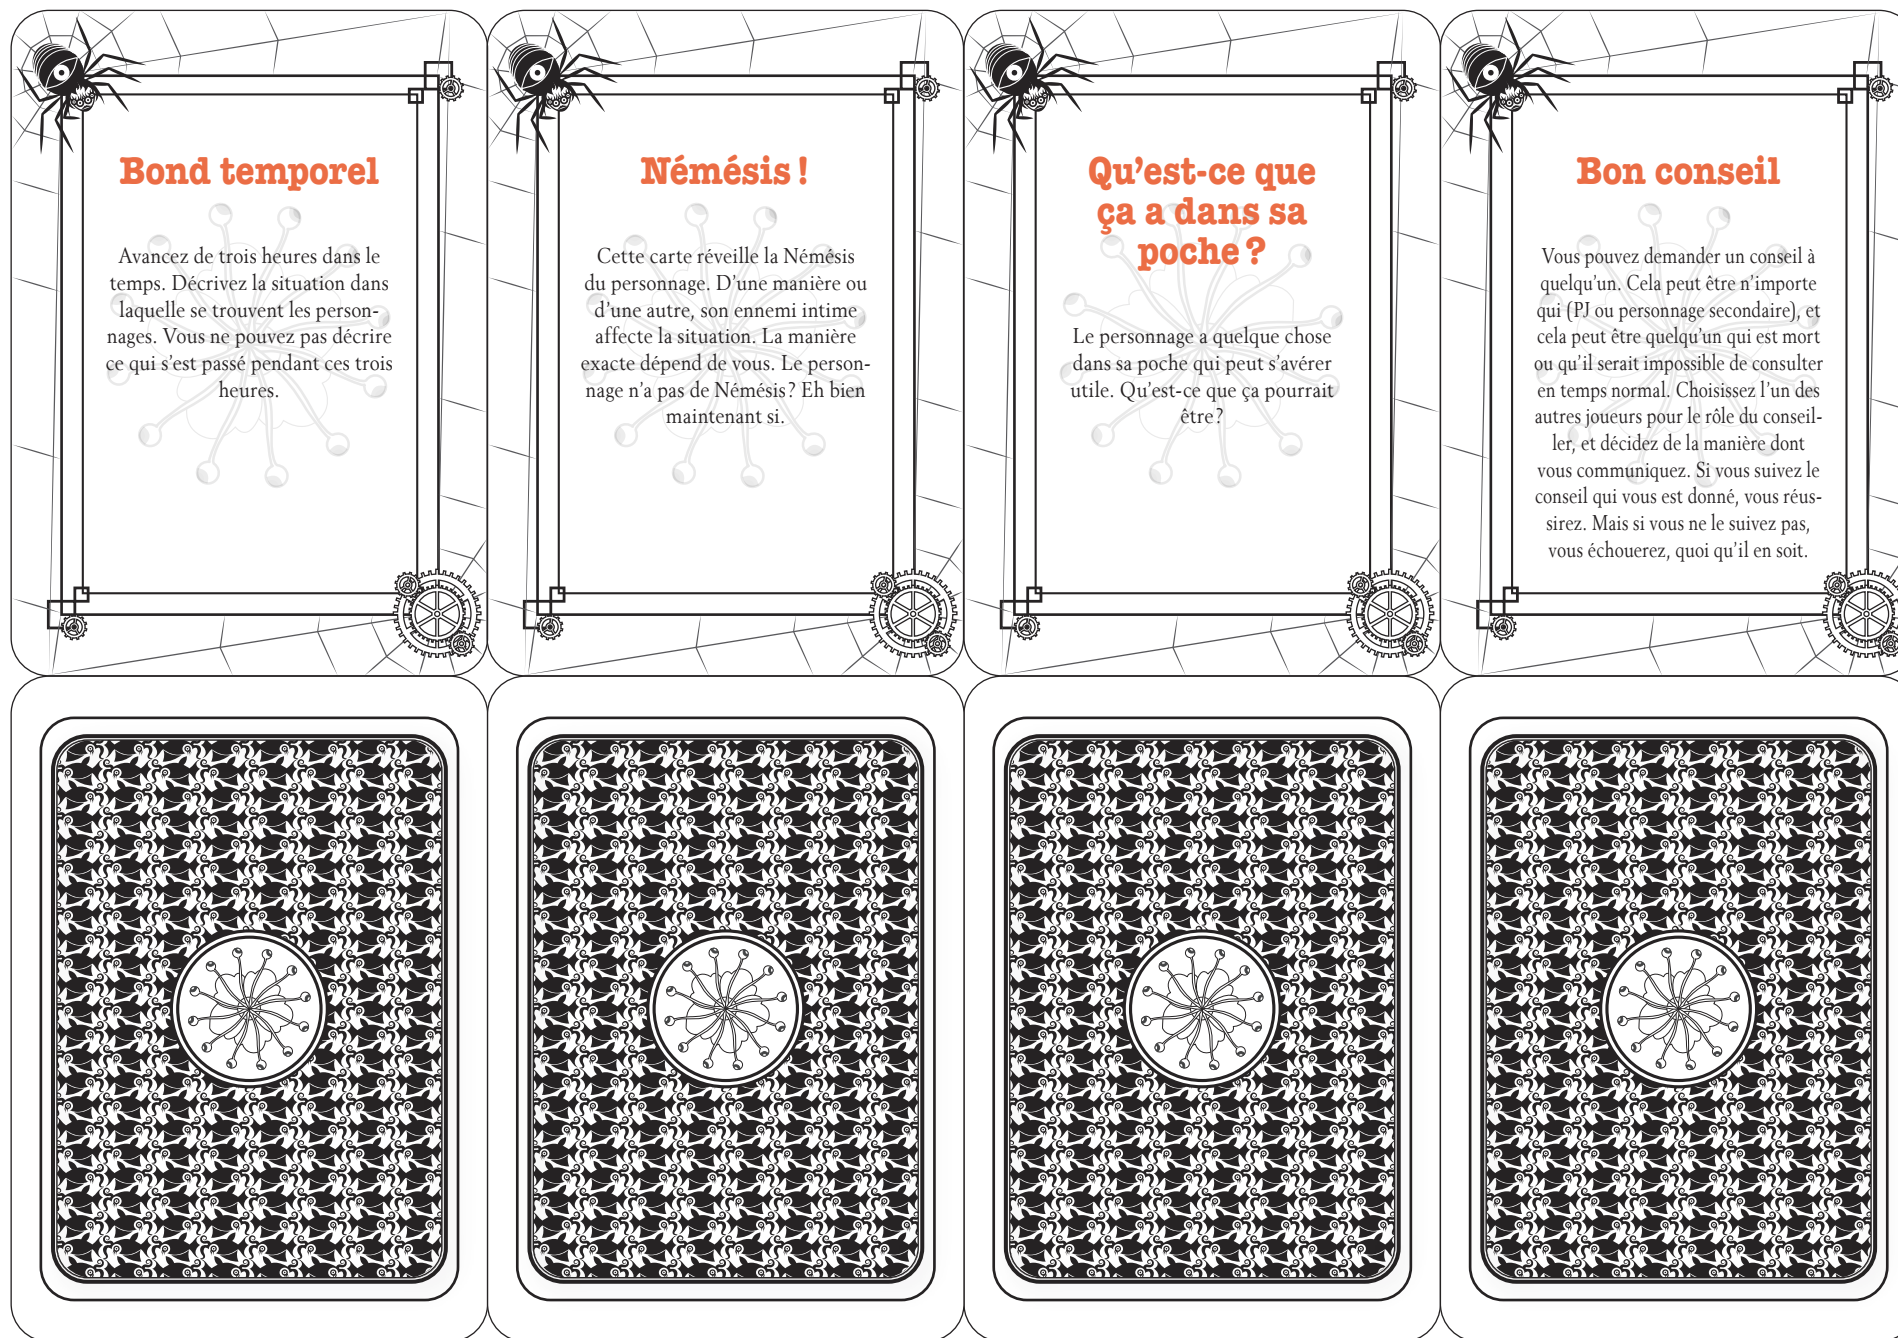 Bond temporel
Avancez de trois heures dans le
temps. Décrivez la situation dans
laquelle se trouvent les person-
nages. Vous ne pouvez pas décrire
ce qui s’est passé pendant ces trois
heures.
Némésis !
Cette carte réveille la Némésis
du personnage. D’une manière ou
d’une autre, son ennemi intime
affecte la situation. La manière
exacte dépend de vous. Le person-
nage n’a pas de Némésis ? Eh bien
maintenant si.
Qu’est-ce que
ça a dans sa
poche ?
Le personnage a quelque chose
dans sa poche qui peut s’avérer
utile. Qu’est-ce que ça pourrait
être ?
Bon conseil
Vous pouvez demander un conseil à
quelqu’un. Cela peut être n’importe
qui (PJ ou personnage secondaire), et
cela peut être quelqu’un qui est mort
ou qu’il serait impossible de consulter
en temps normal. Choisissez l’un des
autres joueurs pour le rôle du conseil-
ler, et décidez de la manière dont
vous communiquez. Si vous suivez le
conseil qui vous est donné, vous réus-
sirez. Mais si vous ne le suivez pas,
vous échouerez, quoi qu’il en soit.